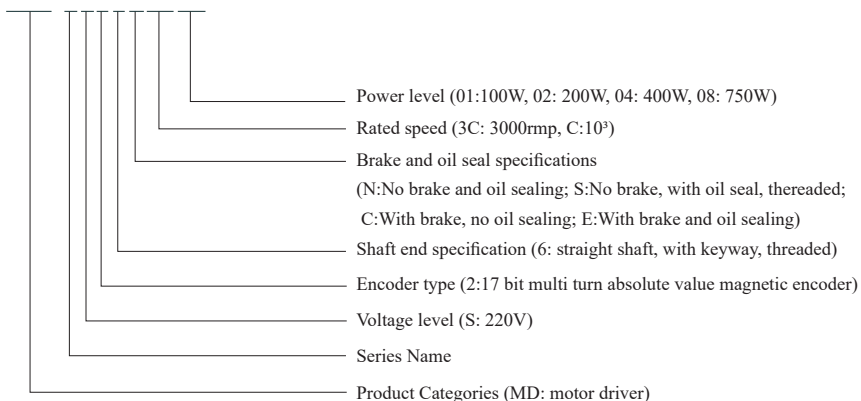 Power level (01:100W, 02: 200W, 04: 400W, 08: 750W)
Rated speed (3C: 3000rmp, C:10³)
Brake and oil seal specifications
(N:No brake and oil sealing; S:No brake, with oil seal, thereaded;
C:With brake, no oil sealing; E:With brake and oil sealing)
Shaft end specification (6: straight shaft, with keyway, threaded)
Encoder type (2:17 bit multi turn absolute value magnetic encoder)
Voltage level (S: 220V)
Series Name
Product Categories (MD: motor driver)